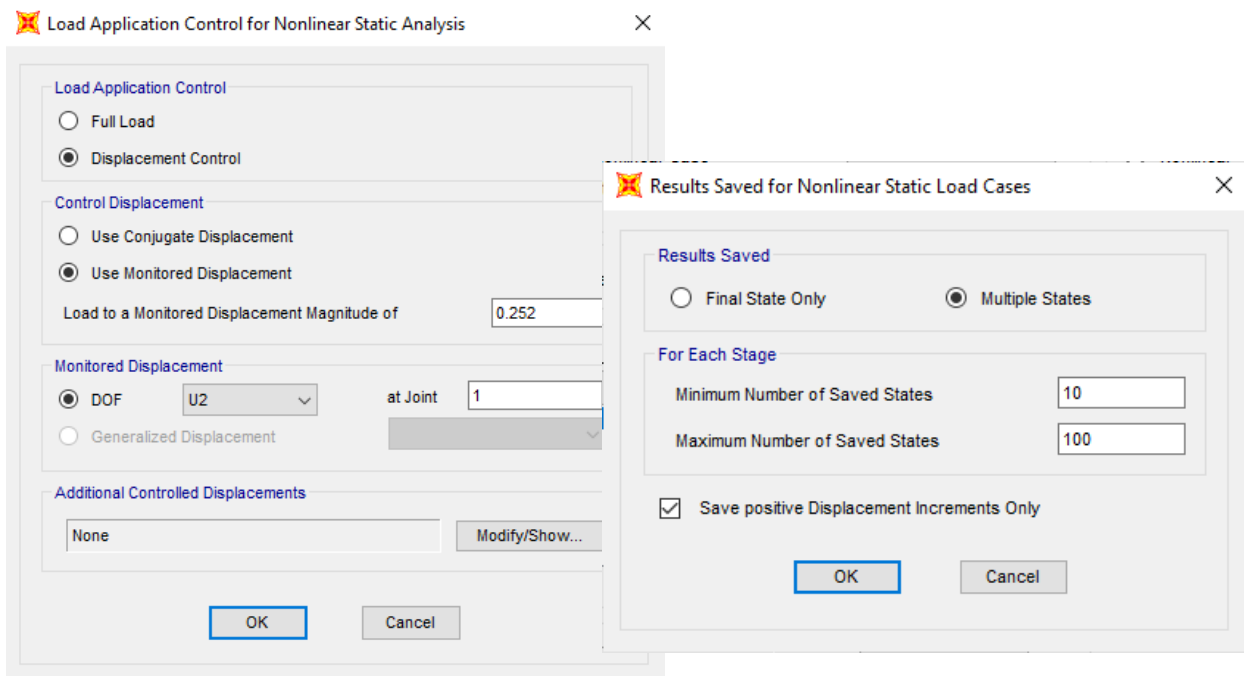 Load Application Control for Nonlinear Static Analysis
Load Application Control
Full Load
Displacement Control
Control Displacement
Use Conjugate Displacement
Use Monitored Displacement
Load to a Monitored Displacement Magnitude of 0.252
Monitored Displacement
DOF U2 at Joint 1
Generalized Displacement
Additional Controlled Displacements
None Modify/Show...
OK Cancel
Results Saved for Nonlinear Static Load Cases
Results Saved
Final State Only Multiple States
For Each Stage
Minimum Number of Saved States 10
Maximum Number of Saved States 100
Save positive Displacement Increments Only
OK Cancel